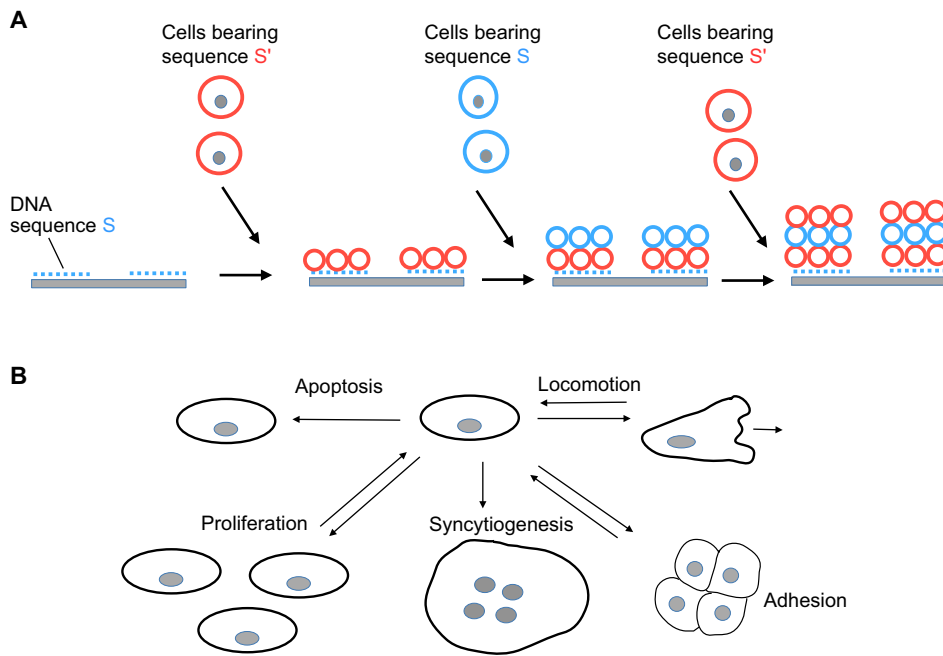 A
Cells bearing
sequence S'
Cells bearing
sequence S
Cells bearing
sequence S'
DNA
sequence S
B
Apoptosis
Locomotion
Proliferation
Syncytiogenesis
Adhesion